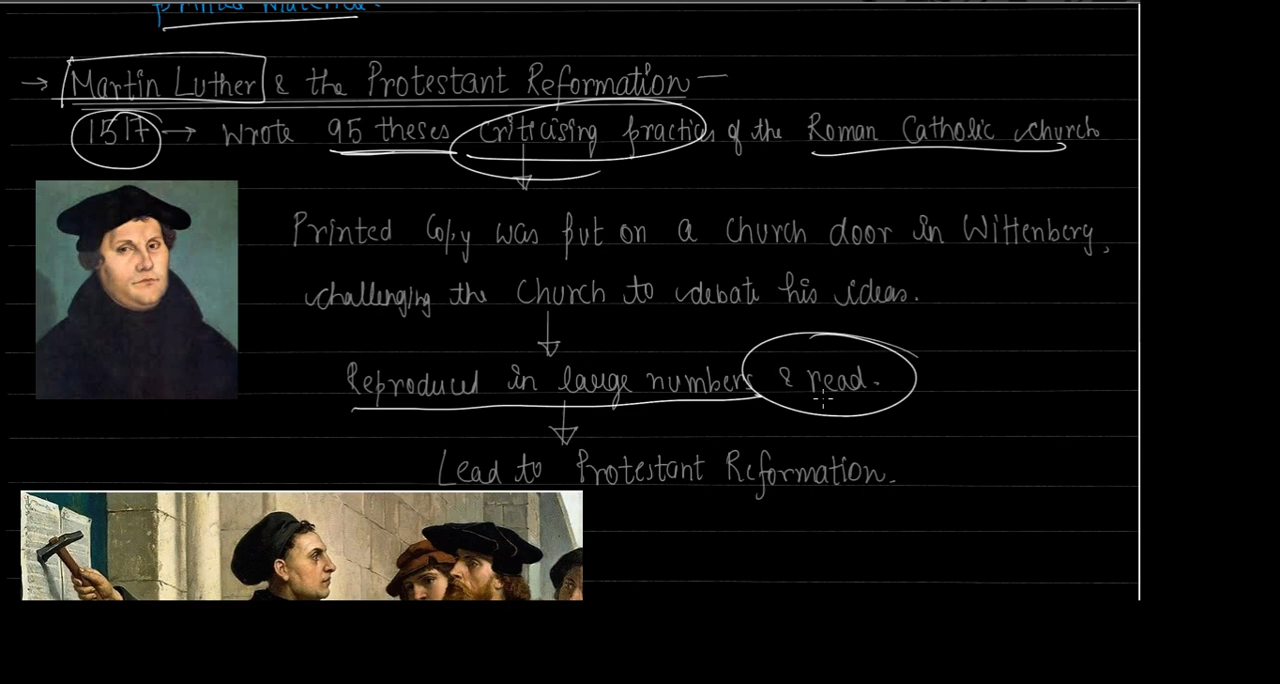 printed material.
→ Martin Luther & the Protestant Reformation —
1517 → Wrote 95 theses criticising practices of the Roman Catholic church
Printed Copy was put on a church door in Wittenberg,
challenging the Church to debate his ideas.
Reproduced in large numbers & read.
Lead to Protestant Reformation.